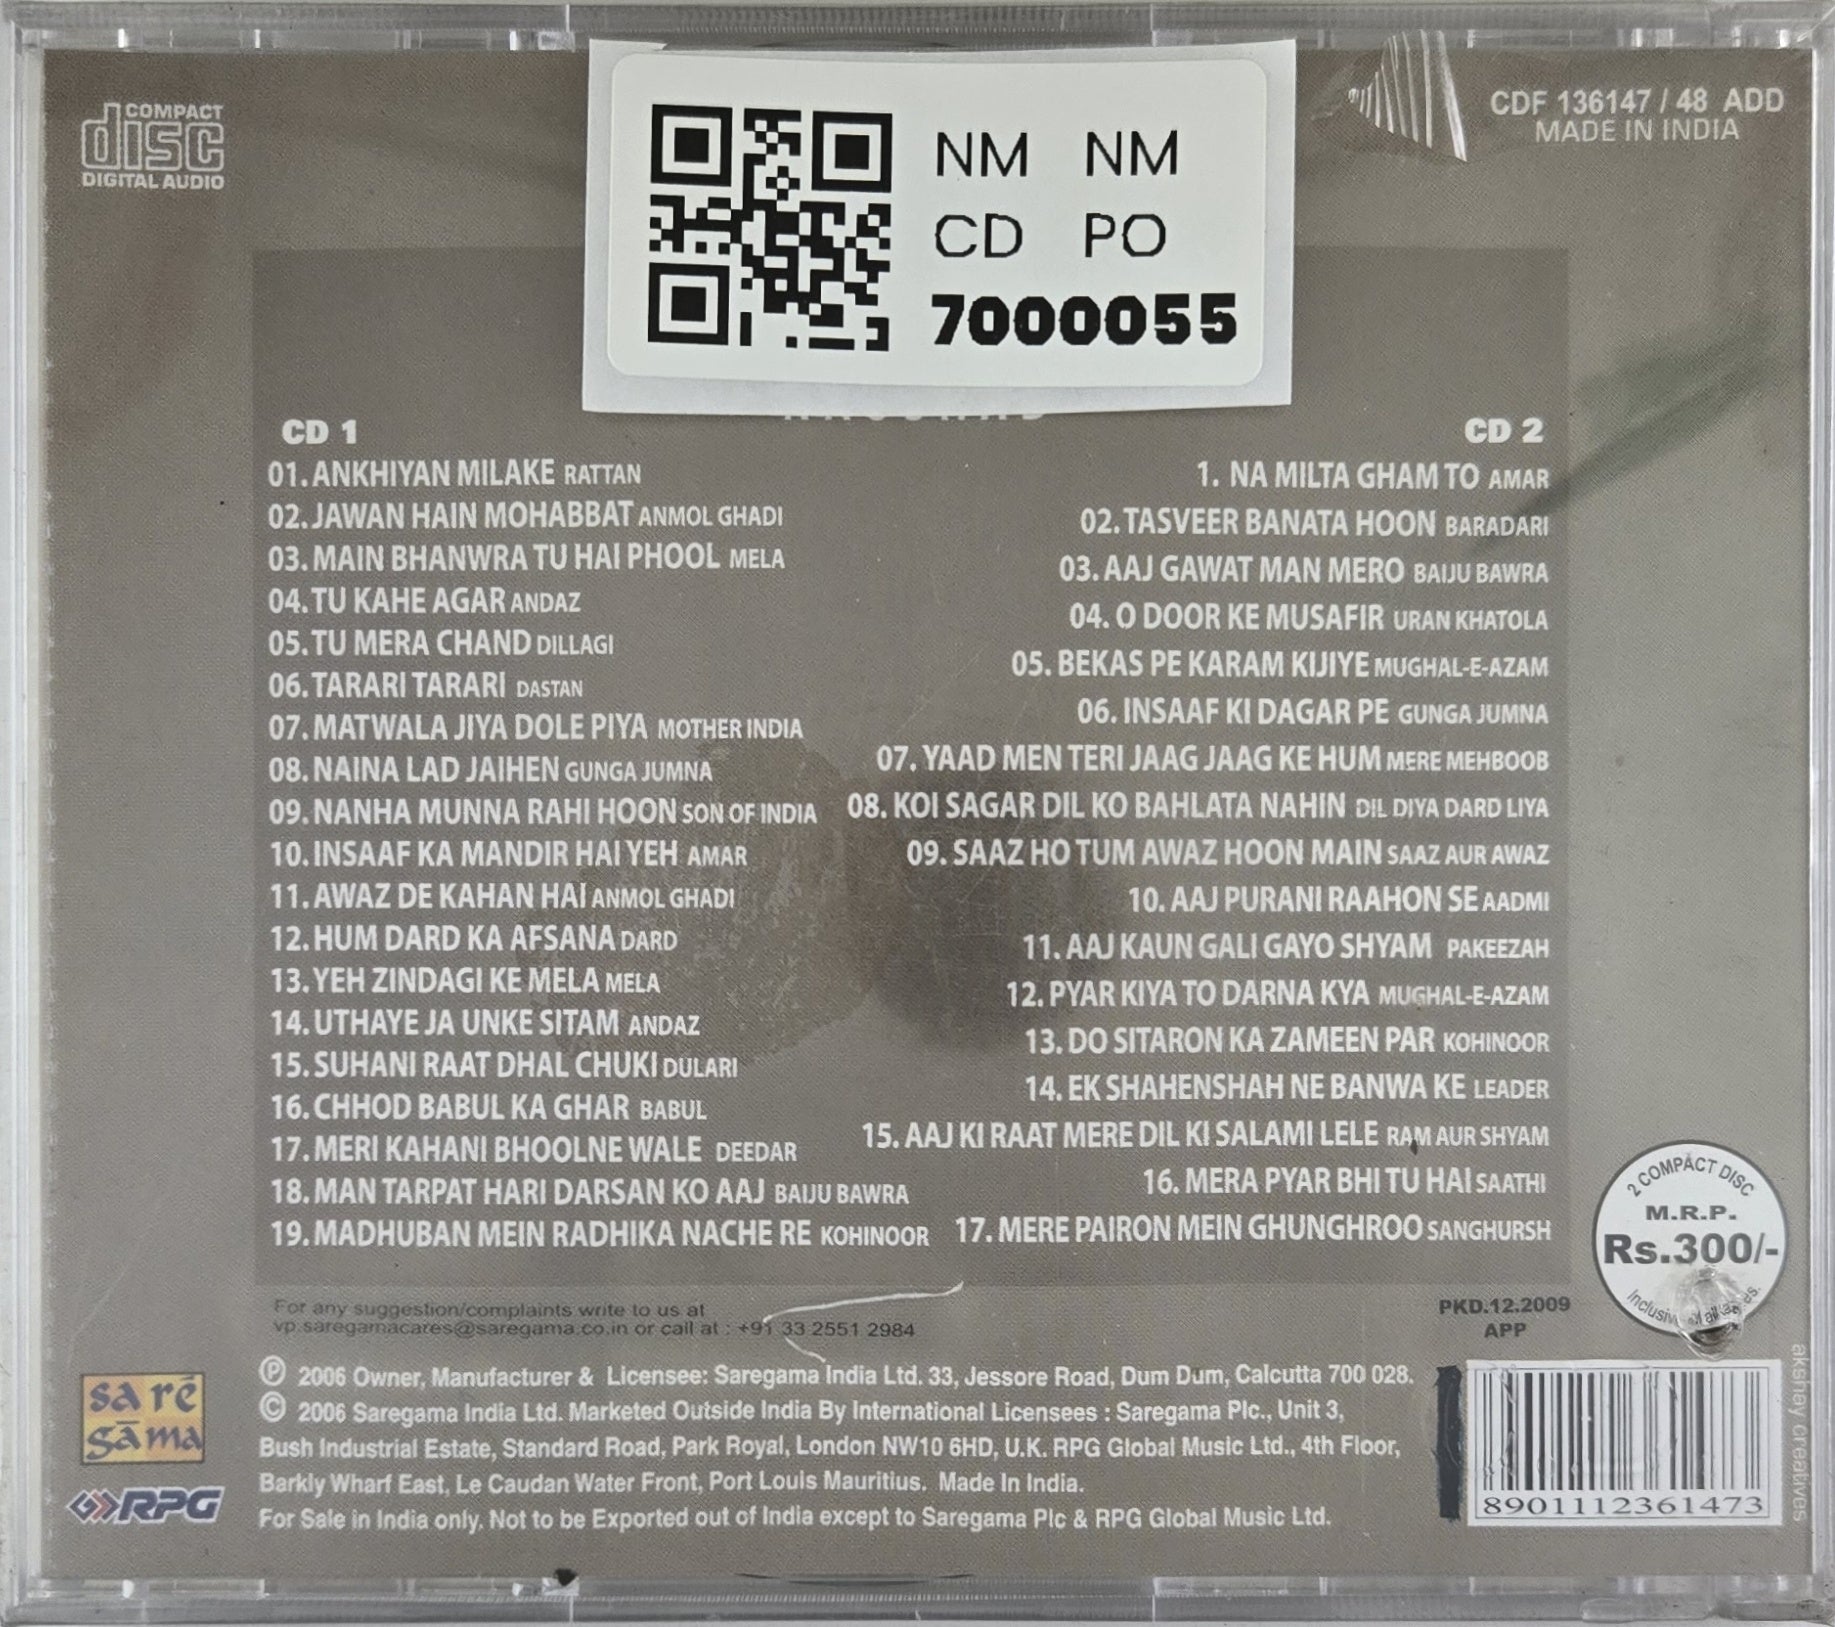 COMPACT
disc
DIGITAL AUDIO
NM NM
CD PO
7000055
CDF 136147 / 48 ADD
MADE IN INDIA
CD 1
01. ANKHIYAN MILAKE RATTAN
02. JAWAN HAIN MOHABBAT ANMOL GHADI
03. MAIN BHANWRA TU HAI PHOOL MELA
04. TU KAHE AGAR ANDAZ
05. TU MERA CHAND DILLAGI
06. TARARI TARARI DASTAN
07. MATWALA JIYA DOLE PIYA MOTHER INDIA
08. NAINA LAD JAIHEN GUNGA JUMNA
09. NANHA MUNNA RAHI HOON SON OF INDIA
10. INSAAF KA MANDIR HAI YEH AMAR
11. AWAZ DE KAHAN HAI ANMOL GHADI
12. HUM DARD KA AFSANA DARD
13. YEH ZINDAGI KE MELA MELA
14. UTHAYE JA UNKE SITAM ANDAZ
15. SUHANI RAAT DHAL CHUKI DULARI
16. CHHOD BABUL KA GHAR BABUL
17. MERI KAHANI BHOOLNE WALE DEEDAR
18. MAN TARPAT HARI DARSAN KO AAJ BAIJU BAWRA
19. MADHUBAN MEIN RADHIKA NACHE RE KOHINOOR
CD 2
1. NA MILTA GHAM TO AMAR
02. TASVEER BANATA HOON BARADARI
03. AAJ GAWAT MAN MERO BAIJU BAWRA
04. O DOOR KE MUSAFIR URAN KHATOLA
05. BEKAS PE KARAM KIJIYE MUGHAL-E-AZAM
06. INSAAF KI DAGAR PE GUNGA JUMNA
07. YAAD MEN TERI JAAG JAAG KE HUM MERE MEHBOOB
08. KOI SAGAR DIL KO BAHLATA NAHIN DIL DIYA DARD LIYA
09. SAAZ HO TUM AWAZ HOON MAIN SAAZ AUR AWAZ
10. AAJ PURANI RAAHON SE AADMI
11. AAJ KAUN GALI GAYO SHYAM PAKEEZAH
12. PYAR KIYA TO DARNA KYA MUGHAL-E-AZAM
13. DO SITARON KA ZAMEEN PAR KOHINOOR
14. EK SHAHENSHAH NE BANWA KE LEADER
15. AAJ KI RAAT MERE DIL KI SALAMI LELE RAM AUR SHYAM
16. MERA PYAR BHI TU HAI SAATHI
17. MERE PAIRON MEIN GHUNGHROO SANGHURSH
2 COMPACT DISC
M.R.P.
Rs.300/-
For any suggestion/complaints write to us at
vp.saregamacares@saregama.co.in or call at : +91 33 2551 2984
PKD.12.2009
APP
sa rē
gāma
RPG
℗ 2006 Owner, Manufacturer & Licensee: Saregama India Ltd. 33, Jessore Road, Dum Dum, Calcutta 700 028.
© 2006 Saregama India Ltd. Marketed Outside India By International Licensees : Saregama Plc., Unit 3,
Bush Industrial Estate, Standard Road, Park Royal, London NW10 6HD, U.K. RPG Global Music Ltd., 4th Floor,
Barkly Wharf East, Le Caudan Water Front, Port Louis Mauritius. Made In India.
For Sale in India only. Not to be Exported out of India except to Saregama Plc & RPG Global Music Ltd.
8901112361473
akshay creatives